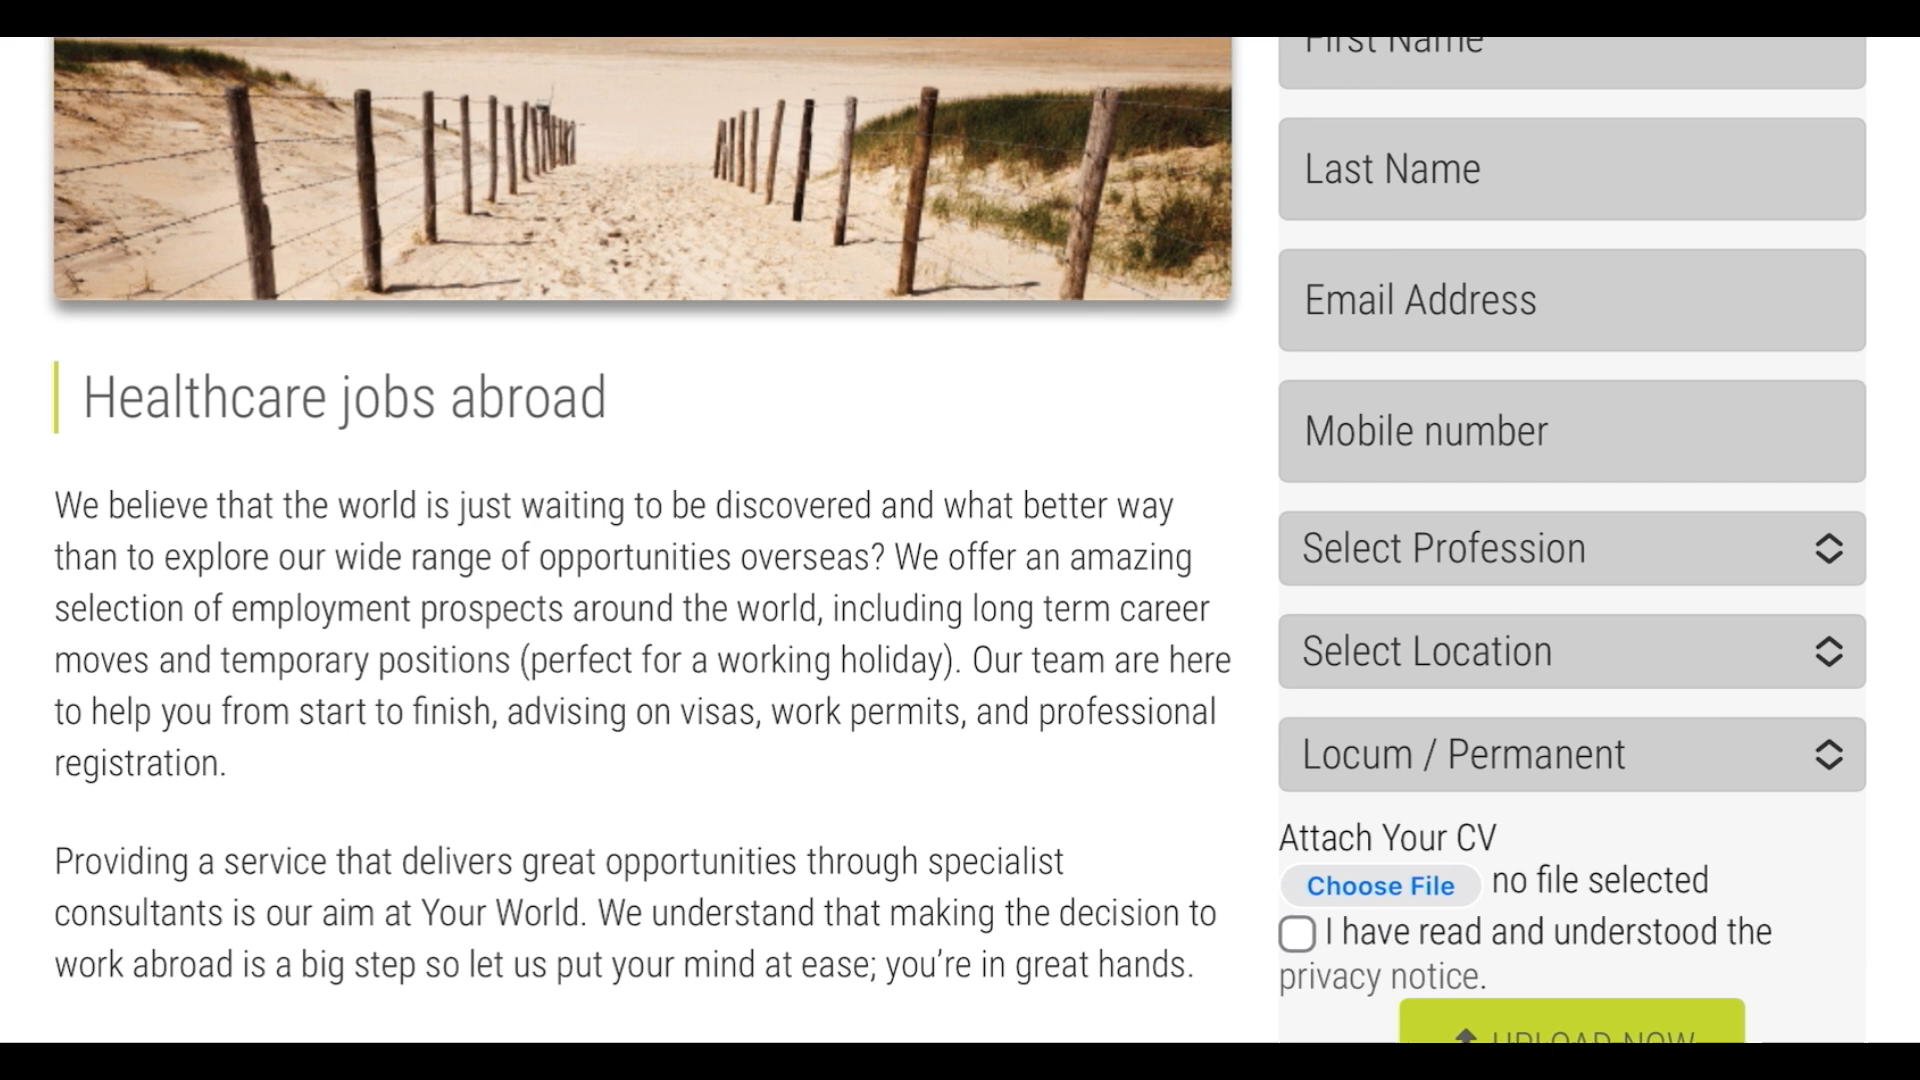 First Name
Last Name
Email Address
Mobile number
Select Profession
Select Location
Locum / Permanent
Attach Your CV
Choose File no file selected
I have read and understood the
privacy notice.
UPLOAD NOW
Healthcare jobs abroad
We believe that the world is just waiting to be discovered and what better way
than to explore our wide range of opportunities overseas? We offer an amazing
selection of employment prospects around the world, including long term career
moves and temporary positions (perfect for a working holiday). Our team are here
to help you from start to finish, advising on visas, work permits, and professional
registration.
Providing a service that delivers great opportunities through specialist
consultants is our aim at Your World. We understand that making the decision to
work abroad is a big step so let us put your mind at ease; you’re in great hands.